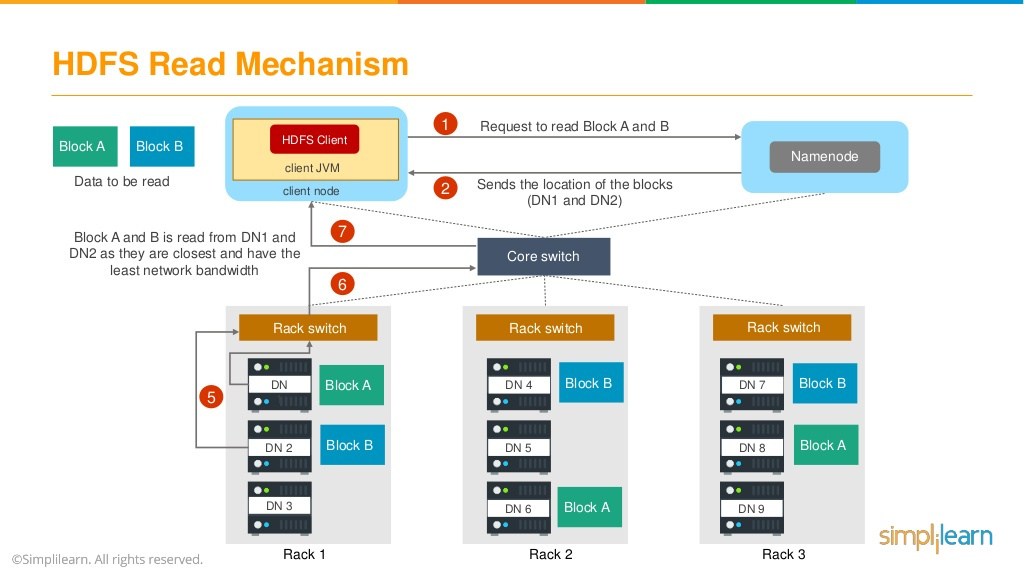 HDFS Read Mechanism
Block A
Block B
Data to be read
HDFS Client
client JVM
client node
1
Request to read Block A and B
2
Sends the location of the blocks
(DN1 and DN2)
Namenode
Block A and B is read from DN1 and
DN2 as they are closest and have the
least network bandwidth
7
6
Core switch
5
Rack switch
DN
Block A
DN 2
Block B
DN 3
Rack 1
Rack switch
DN 4
Block B
DN 5
DN 6
Block A
Rack 2
Rack switch
DN 7
Block B
DN 8
Block A
DN 9
Rack 3
©Simplilearn. All rights reserved.
simplilearn